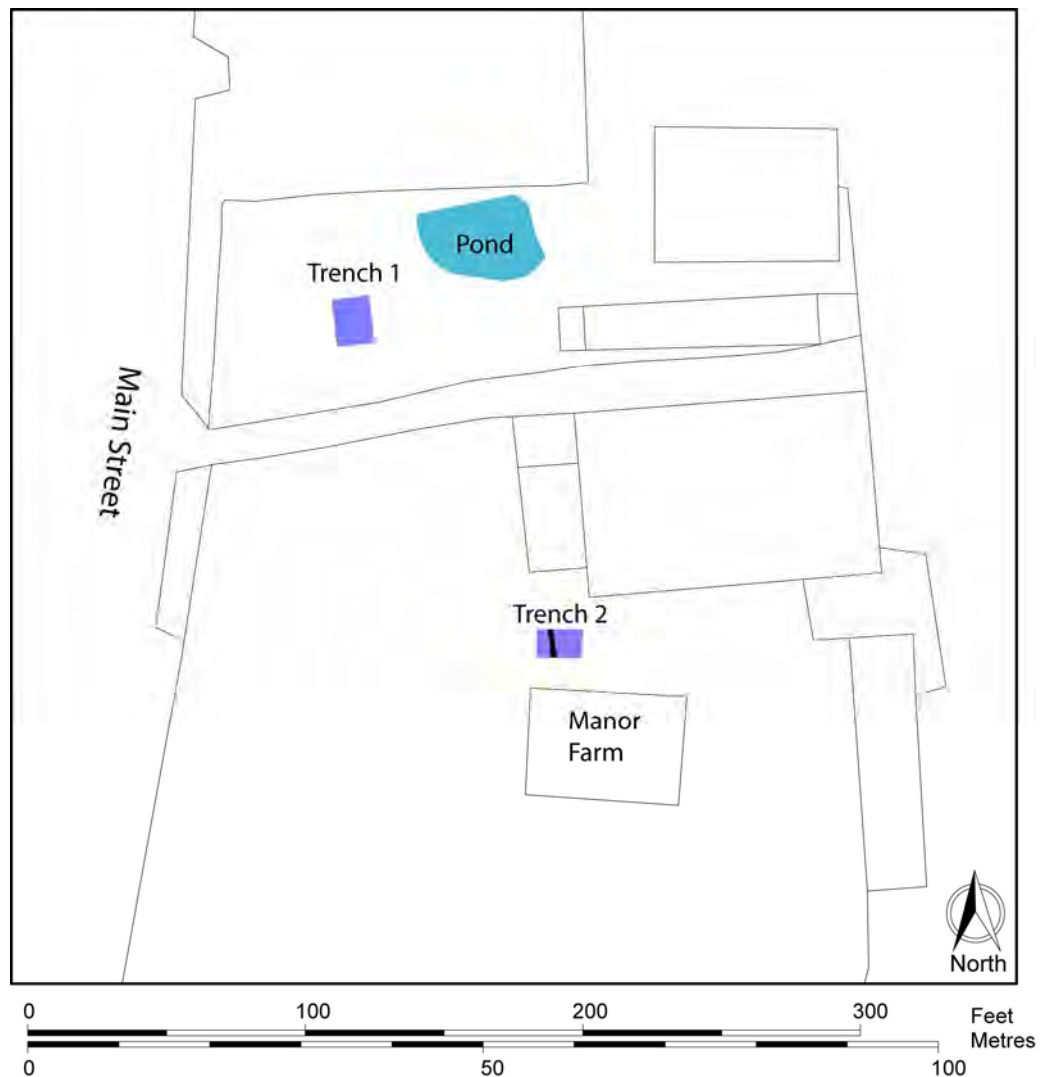 Pond
Trench 1
Main Street
Trench 2
Manor
Farm
North
0 100 200 300 Feet
Metres
0 50 100